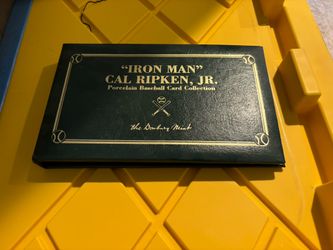 "IRON MAN"
CAL RIPKEN, JR.
Porcelain Baseball Card Collection
The Danbury Mint